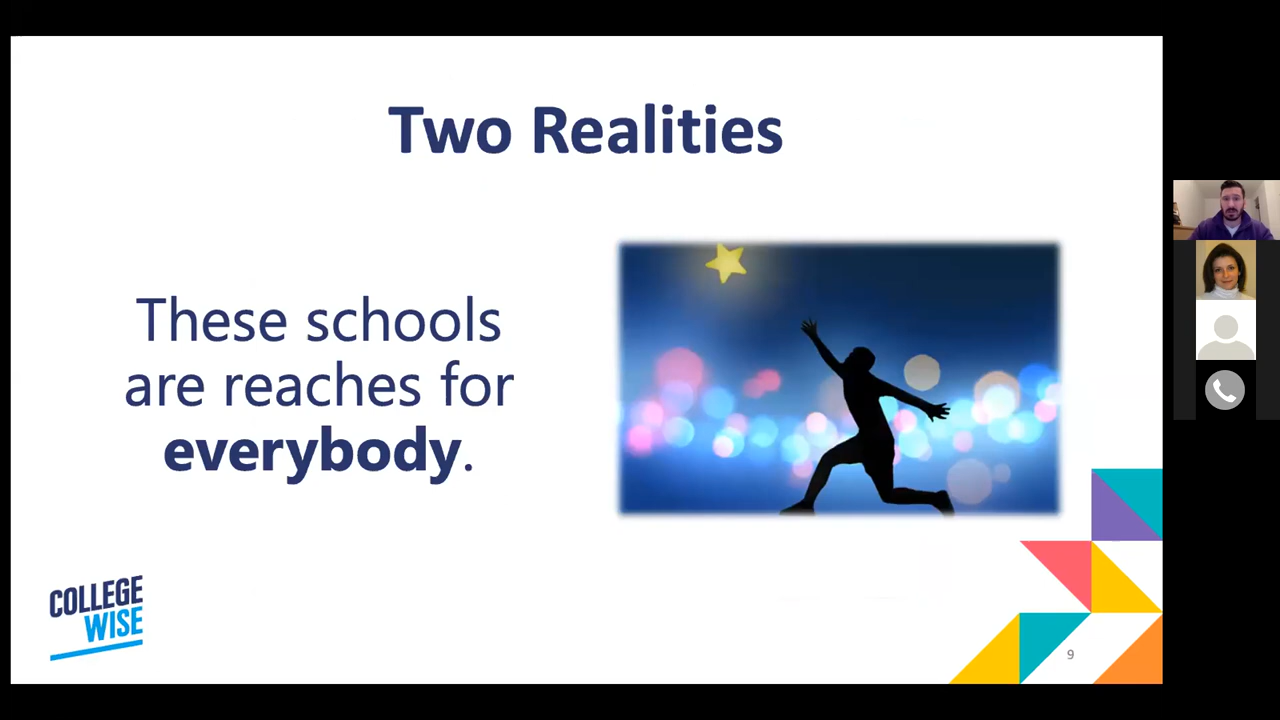 Two Realities
These schools
are reaches for
everybody.
COLLEGE
WISE
9